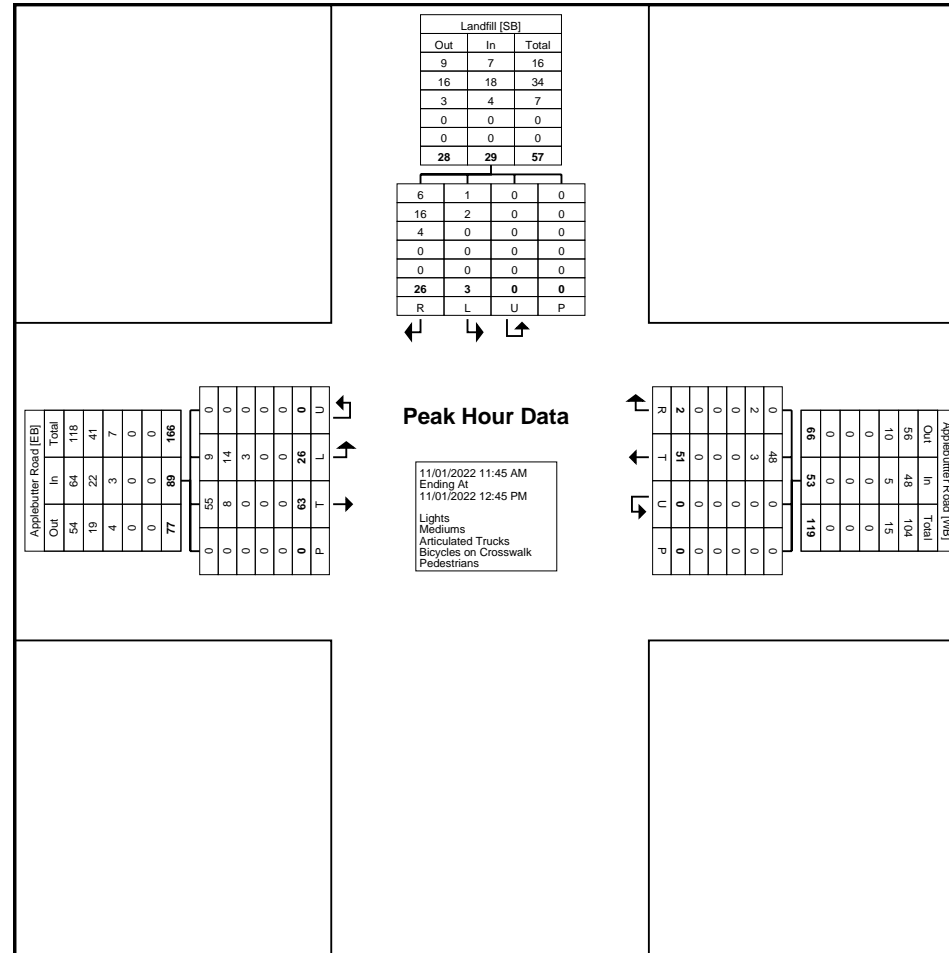 Landfill [SB]
Out In Total
9 7 16
16 18 34
3 4 7
0 0 0
0 0 0
28 29 57
6 1 0 0
16 2 0 0
4 0 0 0
0 0 0 0
0 0 0 0
26 3 0 0
R L U P
Applebutter Road [EB]
Out In Total
54 64 118
19 22 41
4 3 7
0 0 0
0 0 0
77 89 166
0 55 9 0
0 8 14 0
0 0 3 0
0 0 0 0
0 0 0 0
0 63 26 0
P T L U
Peak Hour Data
11/01/2022 11:45 AM
Ending At
11/01/2022 12:45 PM
Lights
Mediums
Articulated Trucks
Bicycles on Crosswalk
Pedestrians
Applebutter Road [WB]
Out In Total
56 48 104
10 5 15
0 0 0
0 0 0
0 0 0
66 53 119
0 48 0 0
2 3 0 0
0 0 0 0
0 0 0 0
0 0 0 0
2 51 0 0
R T U P